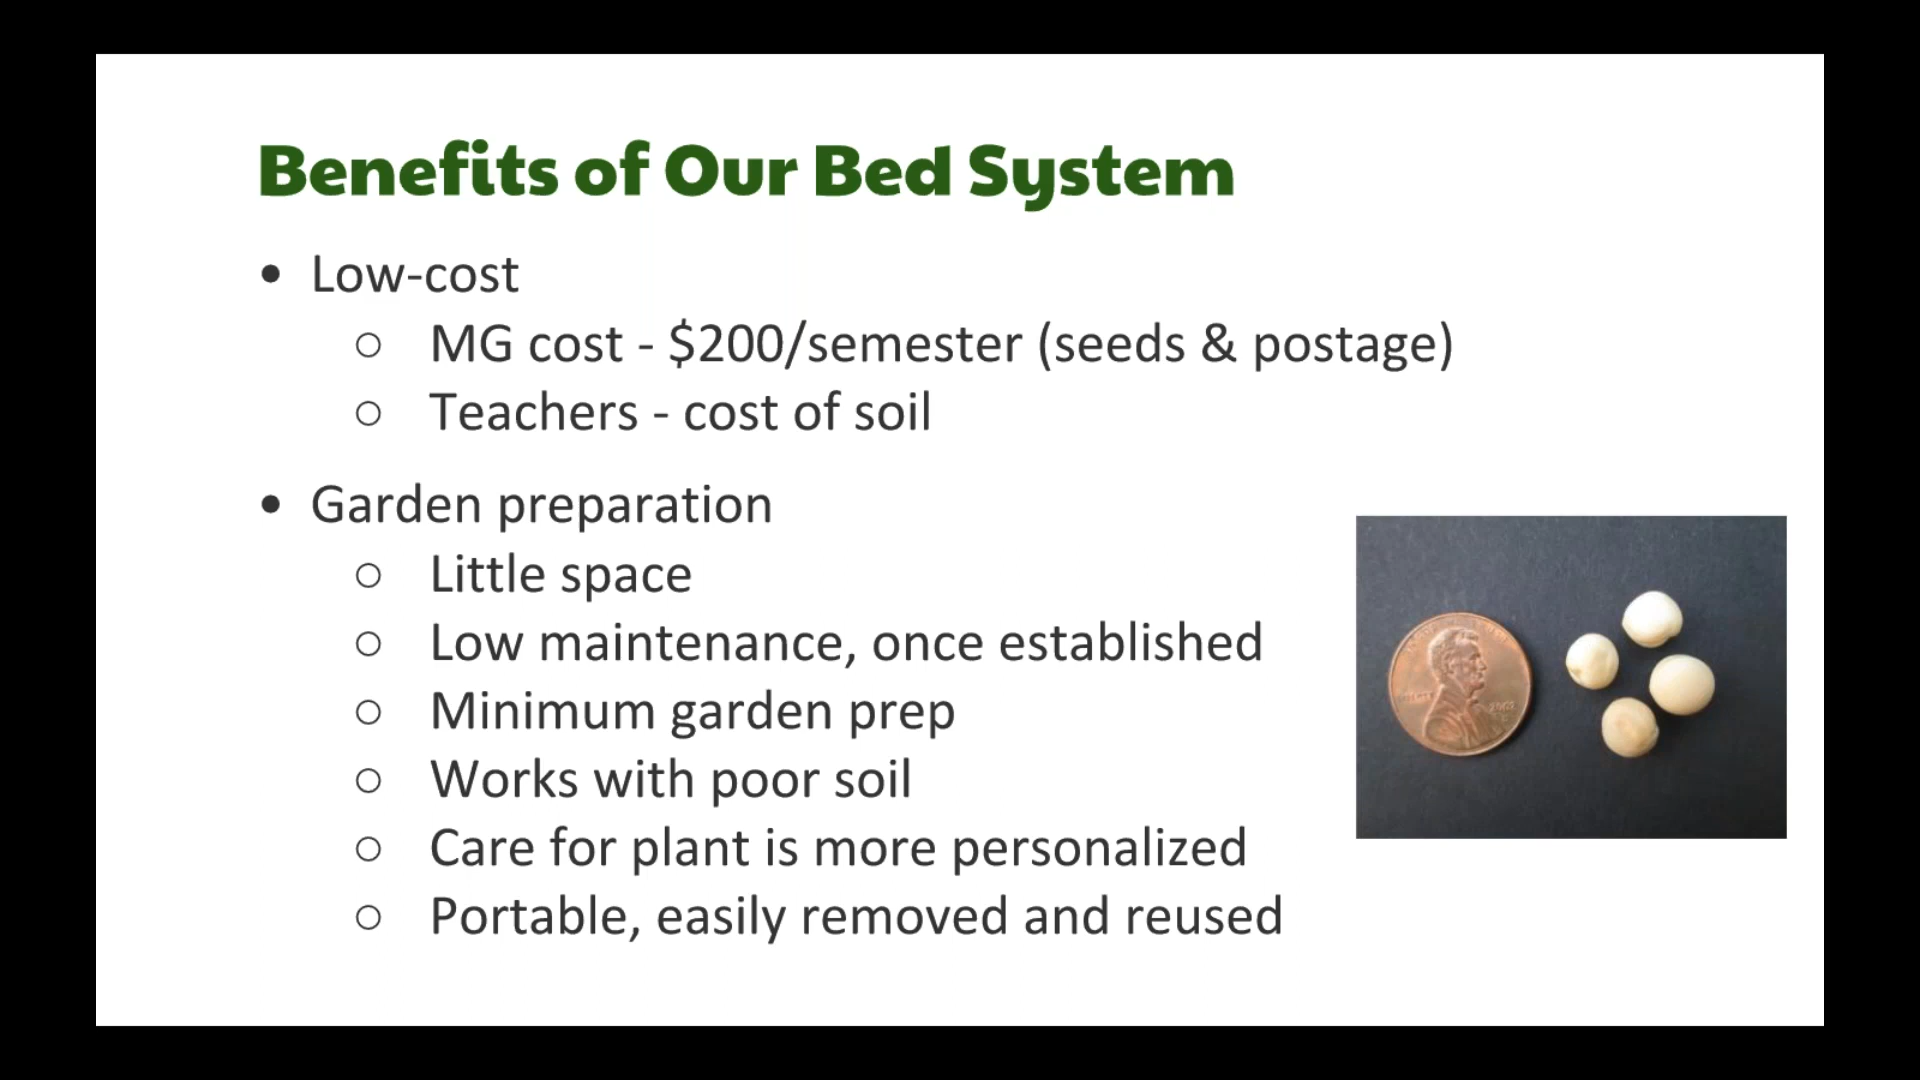 Benefits of Our Bed System
• Low-cost
○ MG cost - $200/semester (seeds & postage)
○ Teachers - cost of soil
• Garden preparation
○ Little space
○ Low maintenance, once established
○ Minimum garden prep
○ Works with poor soil
○ Care for plant is more personalized
○ Portable, easily removed and reused